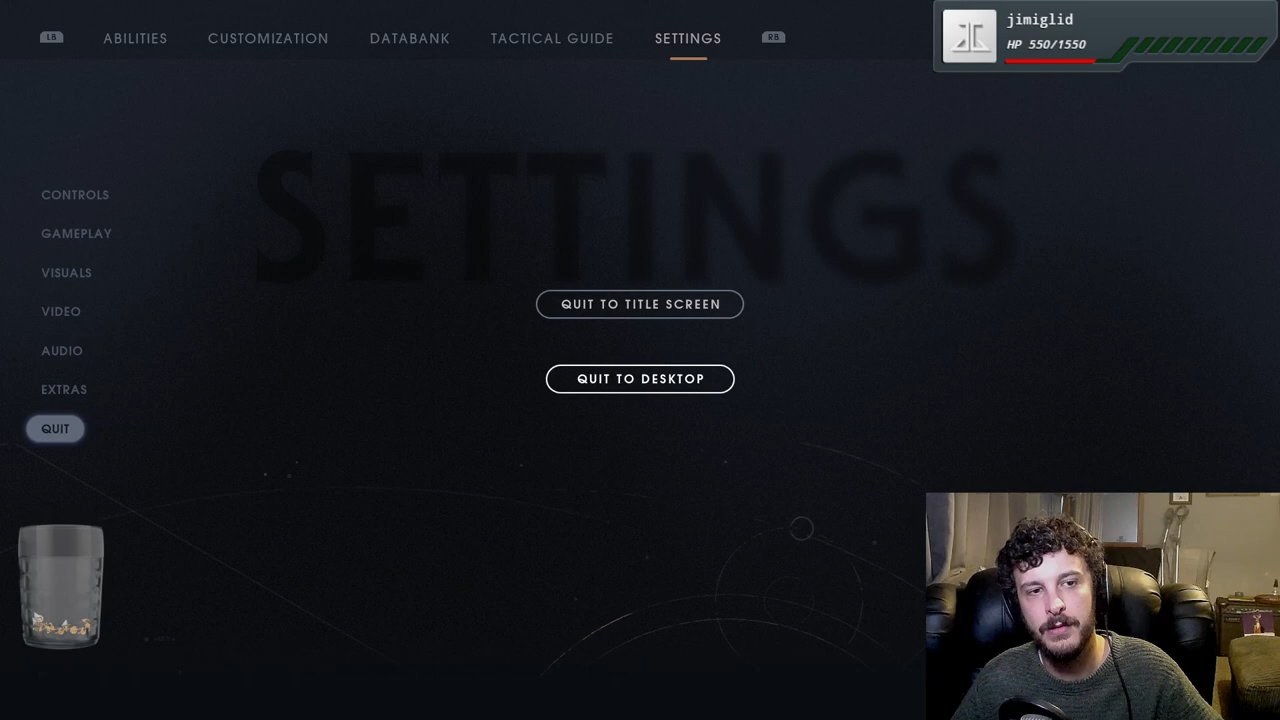 LB
ABILITIES
CUSTOMIZATION
DATABANK
TACTICAL GUIDE
SETTINGS
RB
jimiglid
HP 550/1550
SETTINGS
CONTROLS
GAMEPLAY
VISUALS
VIDEO
AUDIO
EXTRAS
QUIT
QUIT TO TITLE SCREEN
QUIT TO DESKTOP